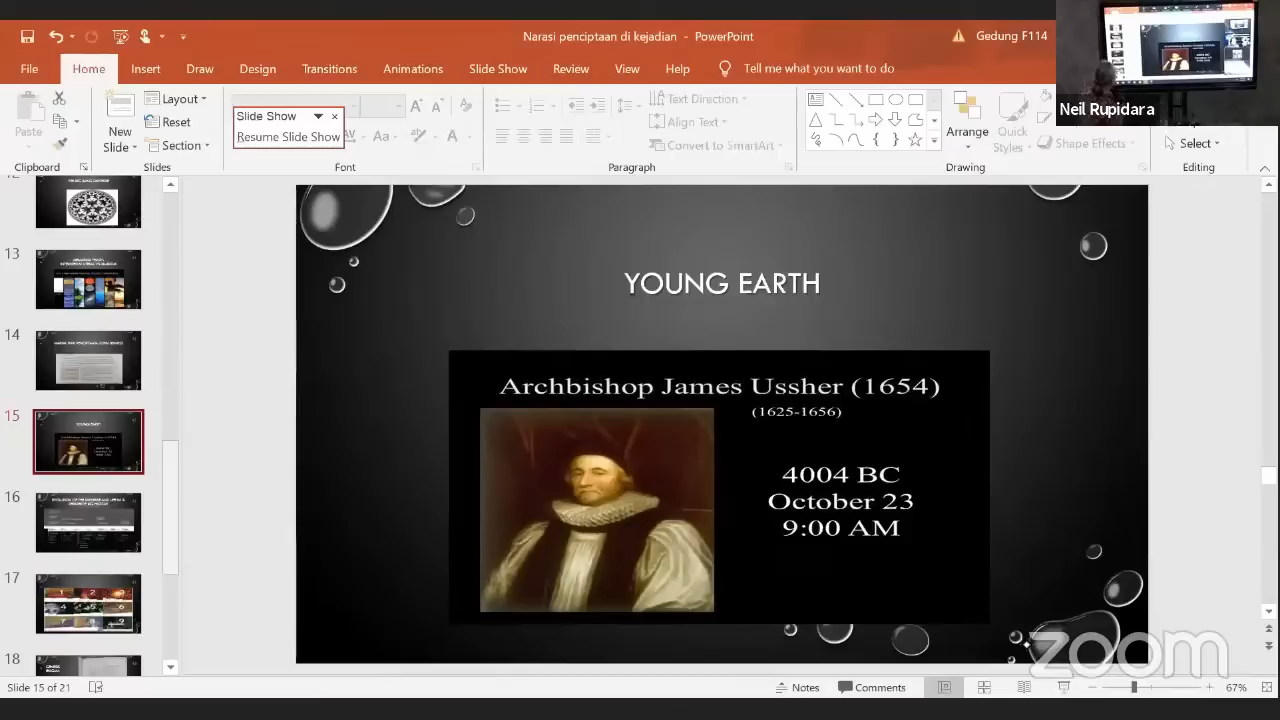 Narasi penciptaan di kejadian - PowerPoint
Gedung F114
File Home Insert Draw Design Transitions Animations Slide Show Review View Help Tell me what you want to do
Paste
Clipboard
New
Slide
Layout
Reset
Section
Slides
Slide Show
Resume Slide Show
Aa
A
Font
Text Direction
Align Text
Convert to SmartArt
Paragraph
Arrange
Quick
Styles
Shape Effects
Drawing
Select
Editing
Neil Rupidara
13
14
15
16
17
18
YOUNG EARTH
Archbishop James Ussher (1654)
(1625-1656)
4004 BC
October 23
9:00 AM
zoom
Slide 15 of 21
Notes
Comments
67%